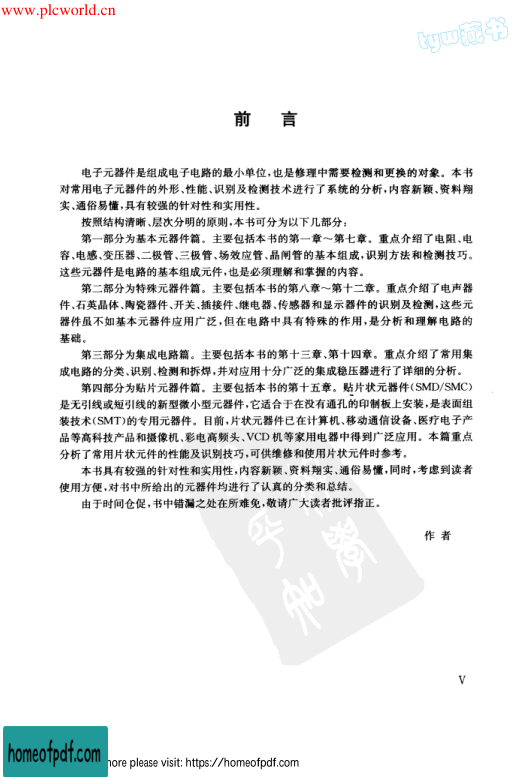 www.plcworld.cn
tyw藏书
前 言
电子元器件是组成电子电路的最小单位,也是修理中需要检测和更换的对象。本书
对常用电子元器件的外形、性能、识别及检测技术进行了系统的分析,内容新颖、资料翔
实、通俗易懂,具有较强的针对性和实用性。
按照结构清晰、层次分明的原则,本书可分为以下几部分:
第一部分为基本元器件篇。主要包括本书的第一章~第七章。重点介绍了电阻、电
容、电感、变压器、二极管、三极管、场效应管、晶闸管的基本组成,识别方法和检测技巧。
这些元器件是电路的基本组成元件,也是必须理解和掌握的内容。
第二部分为特殊元器件篇。主要包括本书的第八章~第十二章。重点介绍了电声器
件、石英晶体、陶瓷器件、开关、插接件、继电器、传感器和显示器件的识别及检测,这些元
器件虽不如基本元器件应用广泛,但在电路中具有特殊的作用,是分析和理解电路的
基础。
第三部分为集成电路篇。主要包括本书的第十三章、第十四章。重点介绍了常用集
成电路的分类、识别、检测和拆焊,并对应用十分广泛的集成稳压器进行了详细的分析。
第四部分为贴片元器件篇。主要包括本书的第十五章。贴片状元器件(SMD/SMC)
是无引线或短引线的新型微小型元器件,它适合于在没有通孔的印制板上安装,是表面组
装技术(SMT)的专用元器件。目前,片状元器件已在计算机、移动通信设备、医疗电子产
品等高科技产品和摄像机、彩电高频头、VCD机等家用电器中得到广泛应用。本篇重点
分析了常用片状元件的性能及识别技巧,可供维修和使用片状元件时参考。
本书具有较强的针对性和实用性,内容新颖、资料翔实、通俗易懂,同时,考虑到读者
使用方便,对书中所给出的元器件均进行了认真的分类和总结。
由于时间仓促,书中错漏之处在所难免,敬请广大读者批评指正。
作 者
V
homeofpdf.com
more please visit: https://homeofpdf.com